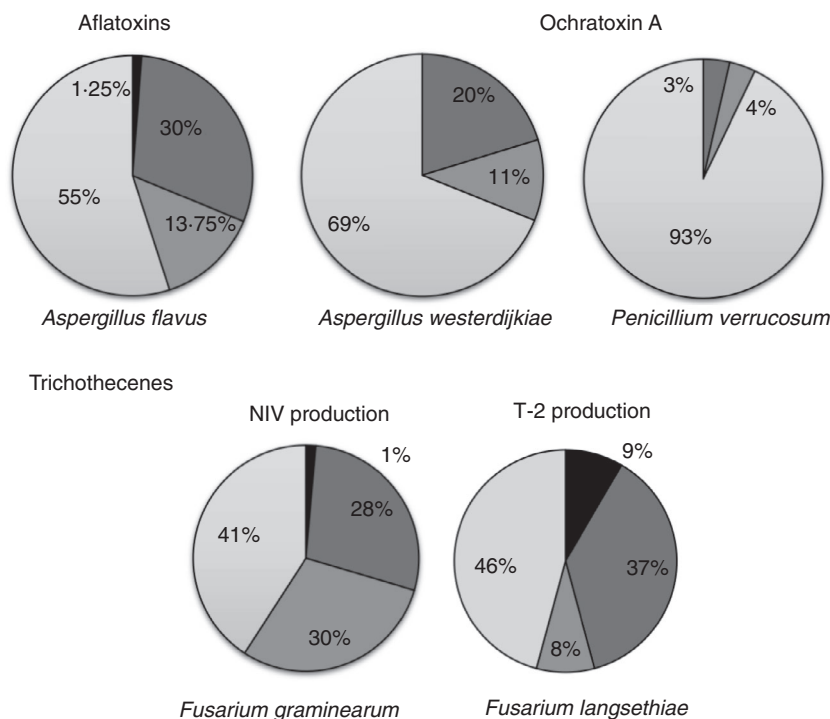 Aflatoxins
Ochratoxin A
1·25%
30%
55%
13·75%
20%
11%
69%
3%
4%
93%
Aspergillus flavus
Aspergillus westerdijkiae
Penicillium verrucosum
Trichothecenes
NIV production
T-2 production
1%
28%
41%
30%
9%
46%
37%
8%
Fusarium graminearum
Fusarium langsethiae